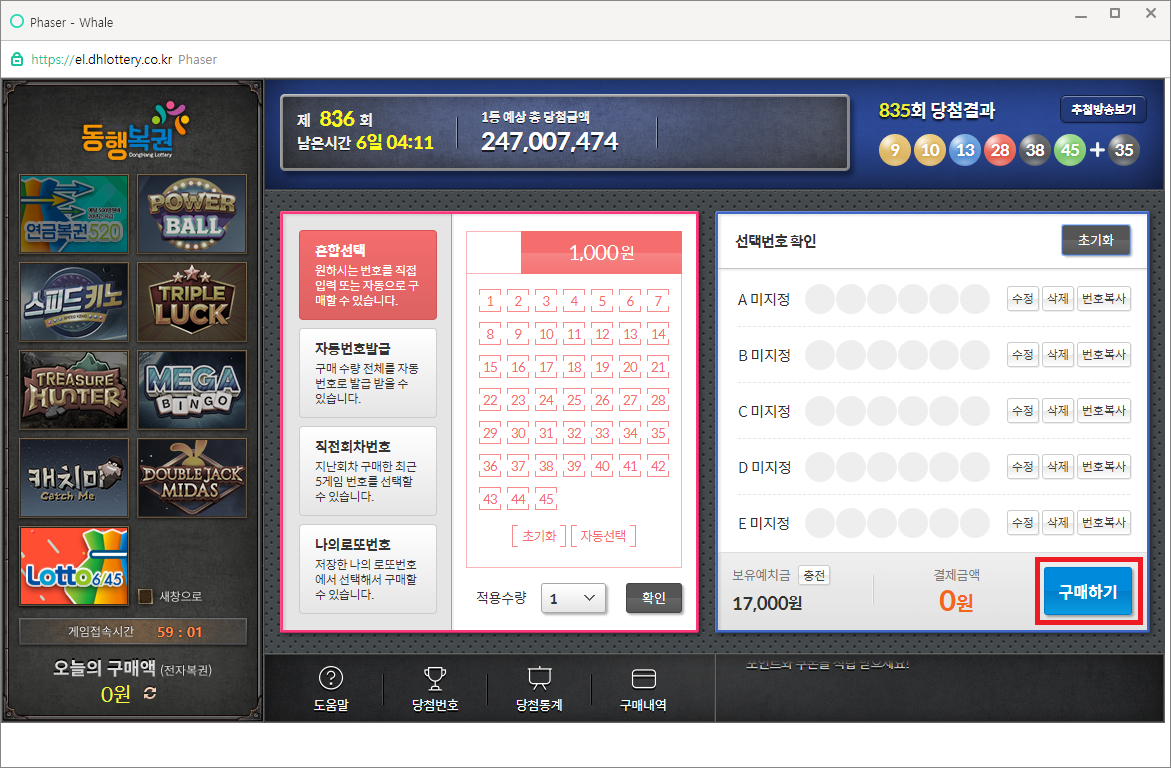 Phaser - Whale
https://el.dhlottery.co.kr Phaser
동행복권
DongHang Lottery
연금복권520
POWER
BALL
스피드키노
SPEED KENO
TRIPLE
LUCK
TREASURE
HUNTER
MEGA
BINGO
캐치미
Catch Me
DOUBLE JACK
MIDAS
Lotto 6/45
새창으로
게임접속시간 59 : 01
오늘의 구매액 (전자복권)
0원
제 836 회
남은시간 6일 04:11
1등 예상 총 당첨금액
247,007,474
835회 당첨결과
추첨방송보기
9 10 13 28 38 45 + 35
혼합선택
원하시는 번호를 직접
입력 또는 자동으로 구
매할 수 있습니다.
자동번호발급
구매 수량 전체를 자동
번호로 발급 받을 수
있습니다.
직전회차번호
지난회차 구매한 최근
5게임 번호를 선택할
수 있습니다.
나의로또번호
저장한 나의 로또번호
에서 선택해서 구매할
수 있습니다.
1,000원
1 2 3 4 5 6 7
8 9 10 11 12 13 14
15 16 17 18 19 20 21
22 23 24 25 26 27 28
29 30 31 32 33 34 35
36 37 38 39 40 41 42
43 44 45
초기화 자동선택
적용수량 1 확인
선택번호 확인 초기화
A 미지정 수정 삭제 번호복사
B 미지정 수정 삭제 번호복사
C 미지정 수정 삭제 번호복사
D 미지정 수정 삭제 번호복사
E 미지정 수정 삭제 번호복사
보유예치금 충전
17,000원
결제금액
0원
구매하기
도움말 당첨번호 당첨통계 구매내역
포인트와 쿠폰을 적립 받으세요!